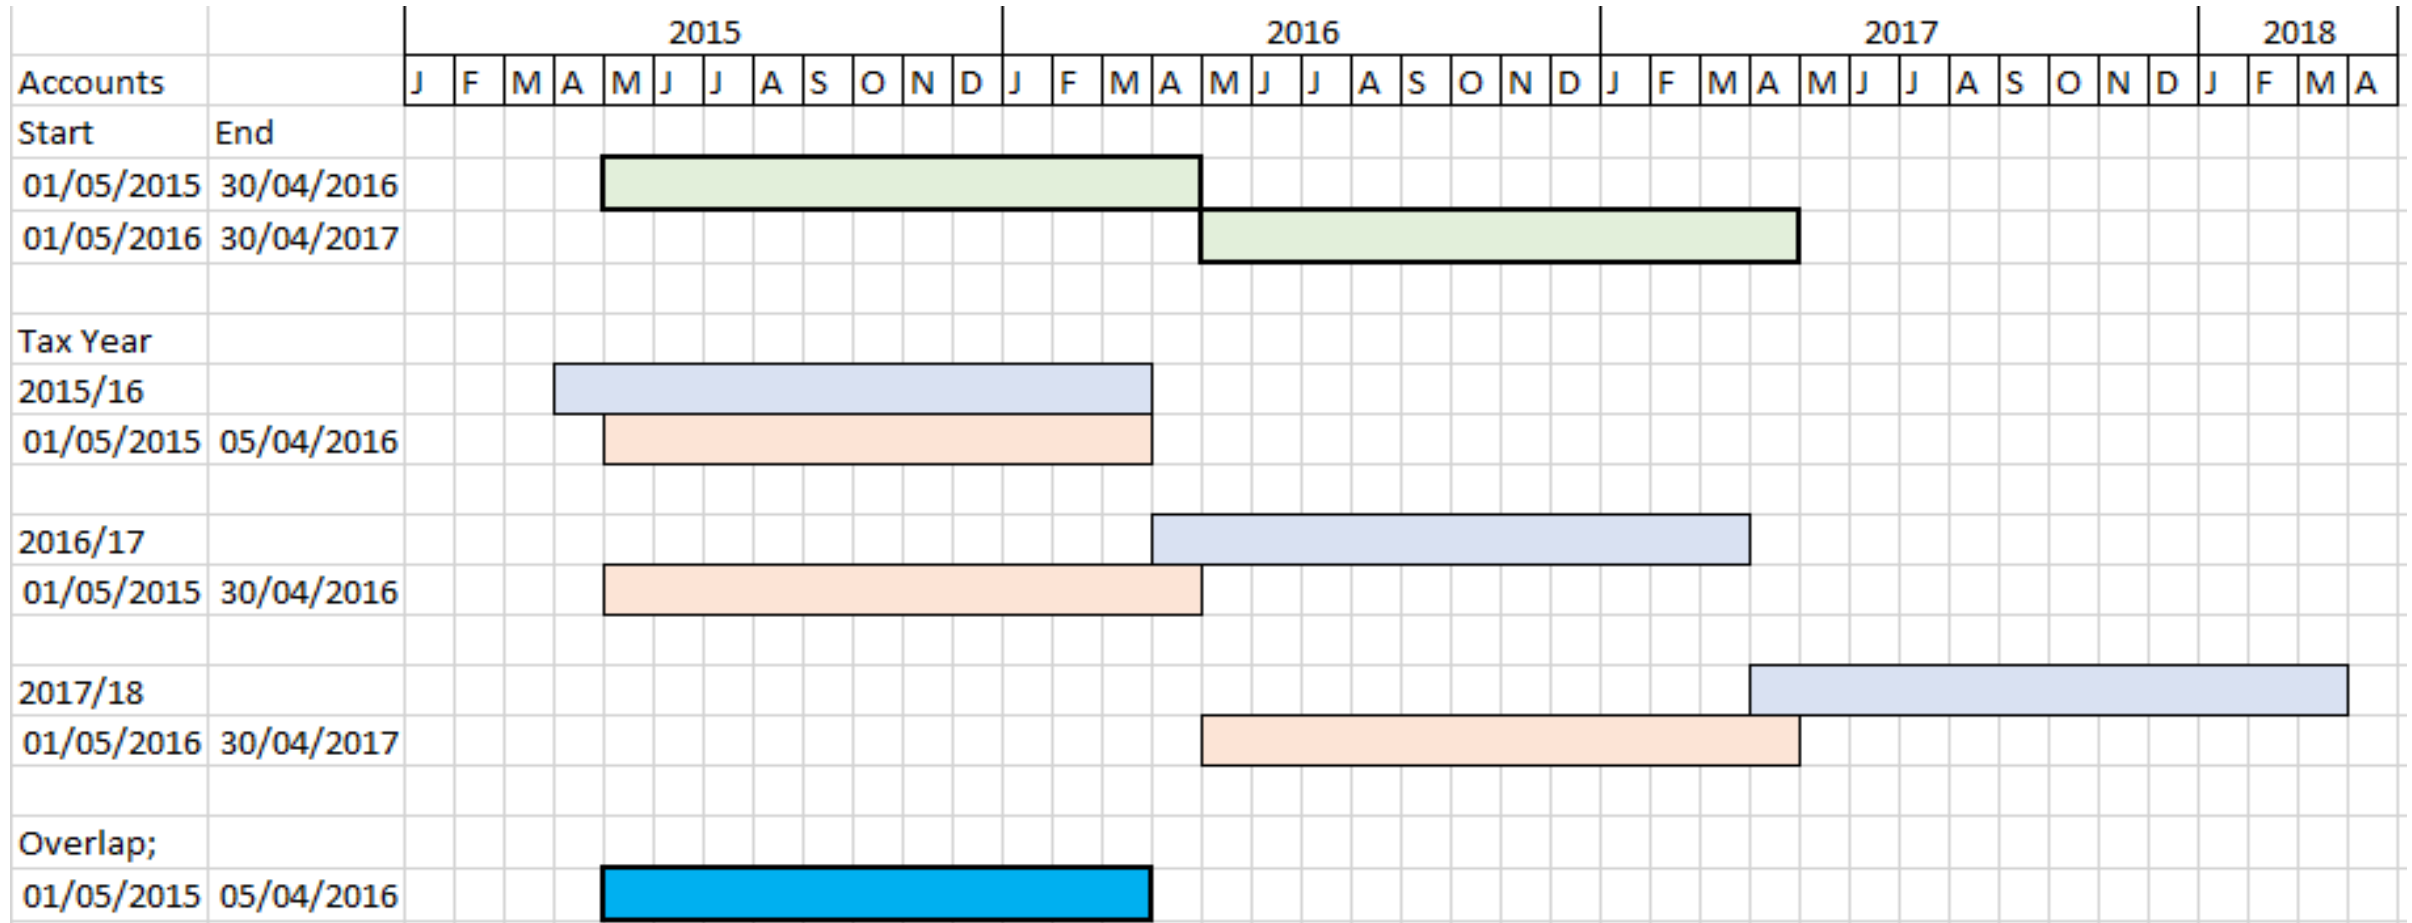 2015 2016 2017 2018
Accounts J F M A M J J A S O N D J F M A M J J A S O N D J F M A M J J A S O N D J F M A
Start End
01/05/2015 30/04/2016
01/05/2016 30/04/2017
Tax Year
2015/16
01/05/2015 05/04/2016
2016/17
01/05/2015 30/04/2016
2017/18
01/05/2016 30/04/2017
Overlap;
01/05/2015 05/04/2016